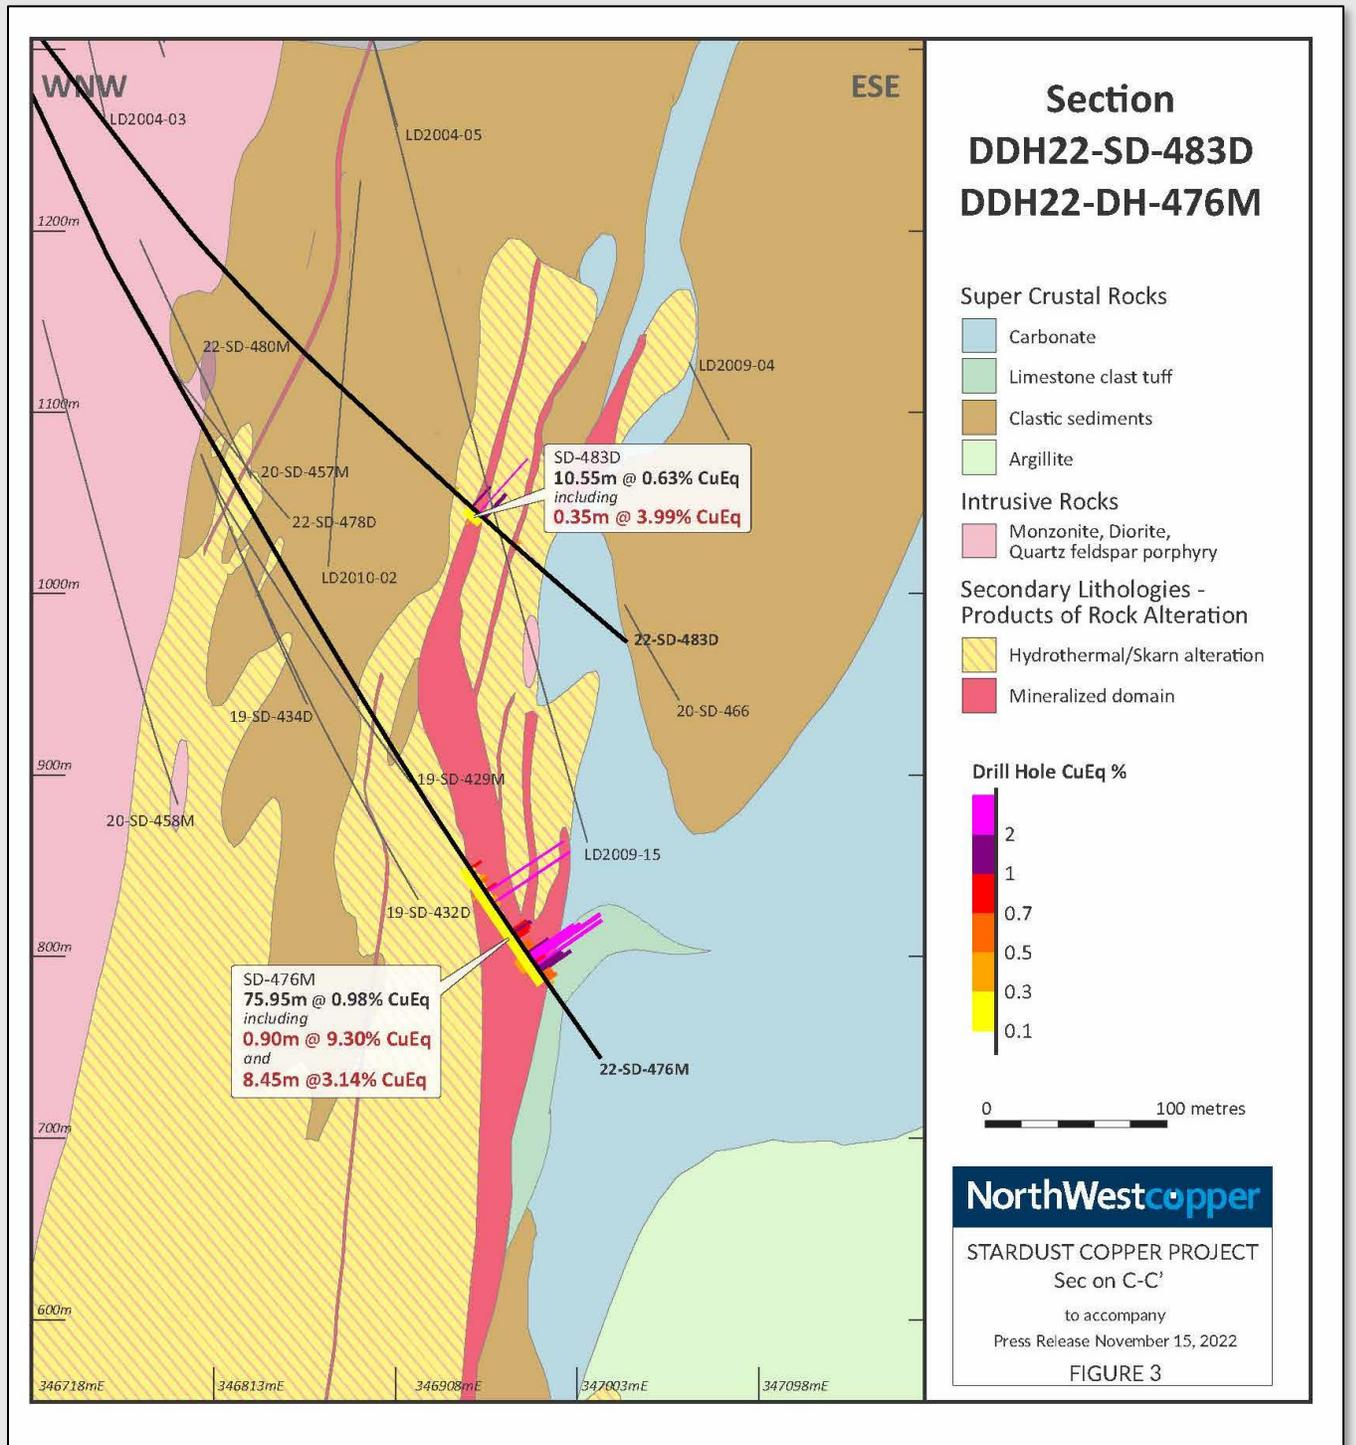 WNW
ESE
LD2004-03
LD2004-05
1200m
22-SD-480M
LD2009-04
1100m
SD-483D
10.55m @ 0.63% CuEq
including
0.35m @ 3.99% CuEq
20-SD-457M
22-SD-478D
LD2010-02
1000m
22-SD-483D
20-SD-466
19-SD-434D
900m
19-SD-429M
20-SD-458M
LD2009-15
19-SD-432D
800m
SD-476M
75.95m @ 0.98% CuEq
including
0.90m @ 9.30% CuEq
and
8.45m @3.14% CuEq
22-SD-476M
700m
600m
346718mE
346813mE
346908mE
347003mE
347098mE
Section
DDH22-SD-483D
DDH22-DH-476M
Super Crustal Rocks
Carbonate
Limestone clast tuff
Clastic sediments
Argillite
Intrusive Rocks
Monzonite, Diorite,
Quartz feldspar porphyry
Secondary Lithologies -
Products of Rock Alteration
Hydrothermal/Skarn alteration
Mineralized domain
Drill Hole CuEq %
2
1
0.7
0.5
0.3
0.1
0 100 metres
NorthWestcopper
STARDUST COPPER PROJECT
Sec on C-C’
to accompany
Press Release November 15, 2022
FIGURE 3